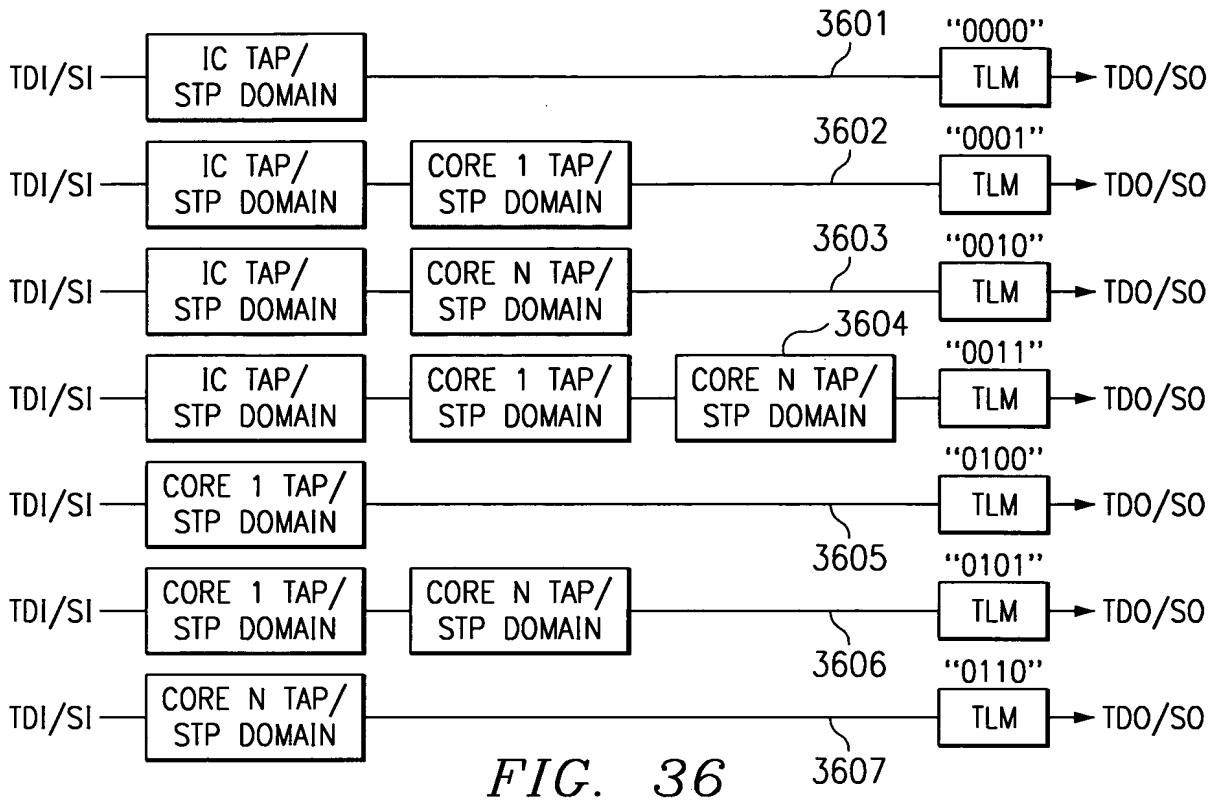 3601
"0000"
TDI/SI
IC TAP/
STP DOMAIN
TLM
TDO/SO
3602
"0001"
TDI/SI
IC TAP/
STP DOMAIN
CORE 1 TAP/
STP DOMAIN
TLM
TDO/SO
3603
"0010"
TDI/SI
IC TAP/
STP DOMAIN
CORE N TAP/
STP DOMAIN
TLM
TDO/SO
3604
"0011"
TDI/SI
IC TAP/
STP DOMAIN
CORE 1 TAP/
STP DOMAIN
CORE N TAP/
STP DOMAIN
TLM
TDO/SO
"0100"
TDI/SI
CORE 1 TAP/
STP DOMAIN
TLM
TDO/SO
3605
"0101"
TDI/SI
CORE 1 TAP/
STP DOMAIN
CORE N TAP/
STP DOMAIN
TLM
TDO/SO
3606
"0110"
TDI/SI
CORE N TAP/
STP DOMAIN
TLM
TDO/SO
3607
FIG. 36